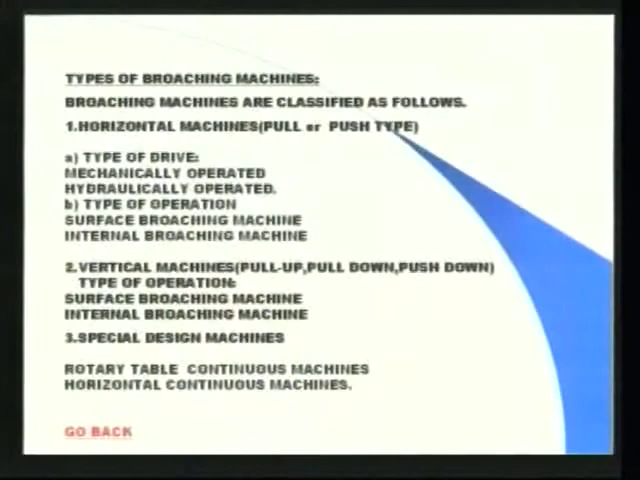 TYPES OF BROACHING MACHINES:
BROACHING MACHINES ARE CLASSIFIED AS FOLLOWS.
1.HORIZONTAL MACHINES(PULL or PUSH TYPE)
a) TYPE OF DRIVE:
MECHANICALLY OPERATED
HYDRAULICALLY OPERATED.
b) TYPE OF OPERATION
SURFACE BROACHING MACHINE
INTERNAL BROACHING MACHINE
2.VERTICAL MACHINES(PULL-UP,PULL DOWN,PUSH DOWN)
TYPE OF OPERATION:
SURFACE BROACHING MACHINE
INTERNAL BROACHING MACHINE
3.SPECIAL DESIGN MACHINES
ROTARY TABLE CONTINUOUS MACHINES
HORIZONTAL CONTINUOUS MACHINES.
GO BACK